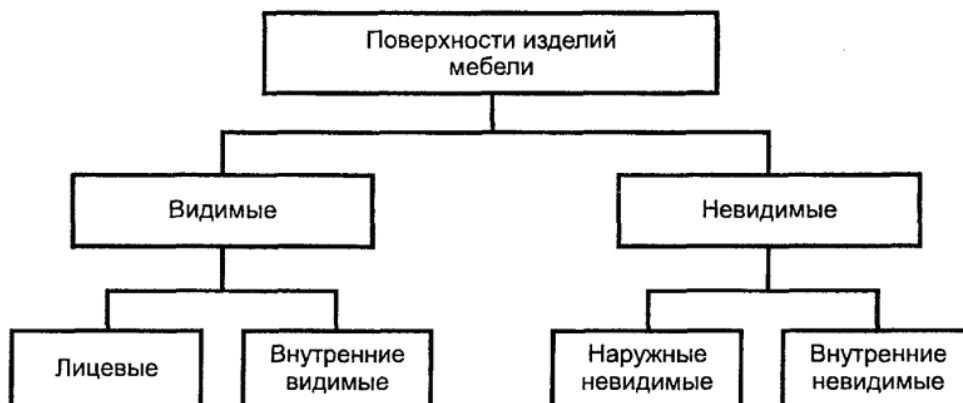 Поверхности изделий
мебели
Видимые
Невидимые
Лицевые
Внутренние
видимые
Наружные
невидимые
Внутренние
невидимые